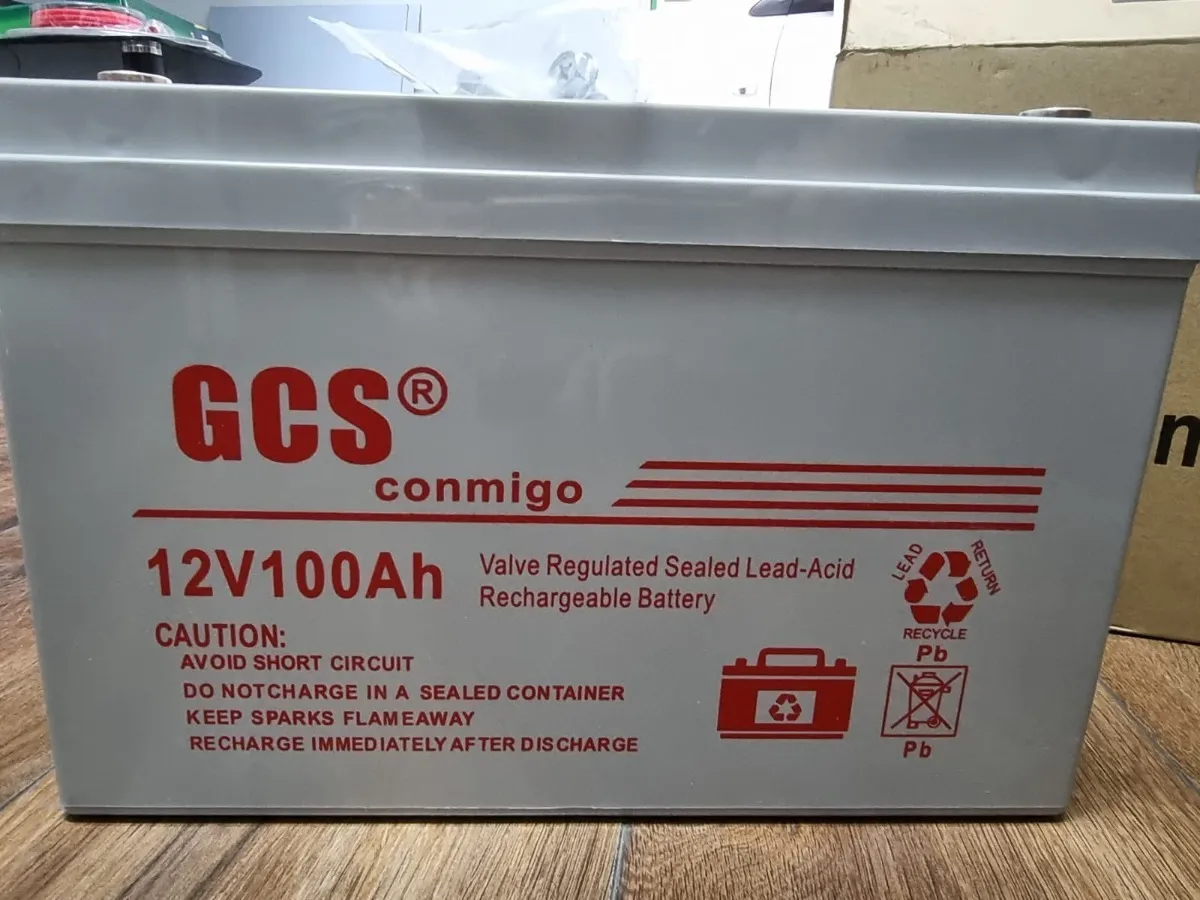 GCS®
conmigo
12V100Ah
Valve Regulated Sealed Lead-Acid
Rechargeable Battery
LEAD
RETURN
RECYCLE
Pb
CAUTION:
AVOID SHORT CIRCUIT
DO NOTCHARGE IN A SEALED CONTAINER
KEEP SPARKS FLAMEAWAY
RECHARGE IMMEDIATELY AFTER DISCHARGE
Pb
n